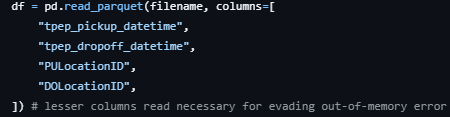 df = pd.read_parquet(filename, columns=[
    "tpep_pickup_datetime",
    "tpep_dropoff_datetime",
    "PULocationID",
    "DOLocationID",
]) # lesser columns read necessary for evading out-of-memory error